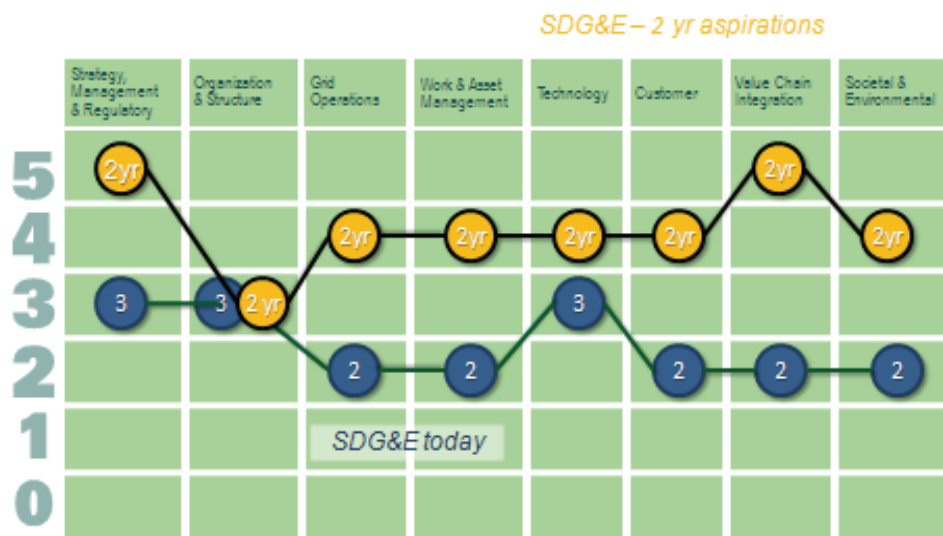 SDG&E – 2 yr aspirations
Strategy,
Management
& Regulatory
Organization
& Structure
Grid
Operations
Work & Asset
Management
Technology
Customer
Value Chain
Integration
Societal &
Environmental
5
2yr
2yr
4
2yr
2yr
2yr
2yr
2yr
3
3
3
2 yr
3
2
2
2
2
2
2
1
SDG&E today
0